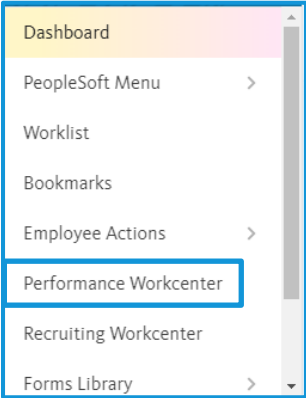 Dashboard
PeopleSoft Menu
Worklist
Bookmarks
Employee Actions
Performance Workcenter
Recruiting Workcenter
Forms Library